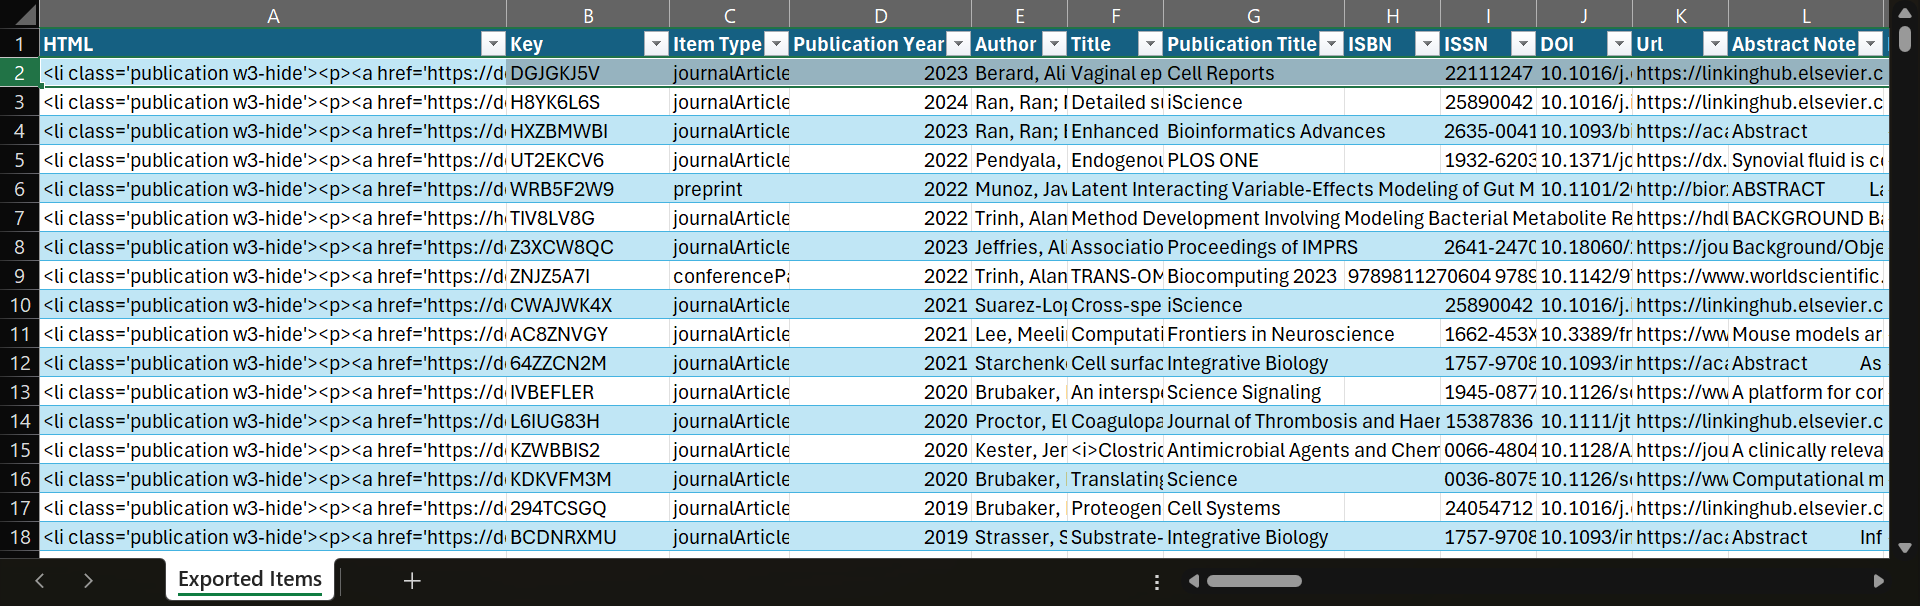 A B C D E F G H I J K L
1 HTML Key Item Type Publication Year Author Title Publication Title ISBN ISSN DOI Url Abstract Note
2 <li class='publication w3-hide'><p><a href='https://d DGJGKJ5V journalArticle 2023 Berard, Ali Vaginal ep Cell Reports 22111247 10.1016/j. https://linkinghub.elsevier.c
3 <li class='publication w3-hide'><p><a href='https://d H8YK6L6S journalArticle 2024 Ran, Ran; Detailed s iScience 25890042 10.1016/j. https://linkinghub.elsevier.c
4 <li class='publication w3-hide'><p><a href='https://d HXZBMWBI journalArticle 2023 Ran, Ran; Enhanced Bioinformatics Advances 2635-0041 10.1093/b https://aca Abstract
5 <li class='publication w3-hide'><p><a href='https://d UT2EKCV6 journalArticle 2022 Pendyala, Endogenou PLOS ONE 1932-6203 10.1371/jo https://dx. Synovial fluid is c
6 <li class='publication w3-hide'><p><a href='https://d WRB5F2W9 preprint 2022 Munoz, Jav Latent Interacting Variable-Effects Modeling of Gut M 10.1101/20 http://bior ABSTRACT La
7 <li class='publication w3-hide'><p><a href='https://h TIV8LV8G journalArticle 2022 Trinh, Alan Method Development Involving Modeling Bacterial Metabolite Re https://hdl BACKGROUND Ba
8 <li class='publication w3-hide'><p><a href='https://d Z3XCW8QC journalArticle 2023 Jeffries, Al Associatio Proceedings of IMPRS 2641-2470 10.18060/ https://jou Background/Obje
9 <li class='publication w3-hide'><p><a href='https://d ZNJZ5A7I conferencePa 2022 Trinh, Alan TRANS-OM Biocomputing 2023 9789811270604 9789 10.1142/9 https://www.worldscientific.
10 <li class='publication w3-hide'><p><a href='https://d CWAJWK4X journalArticle 2021 Suarez-Lop Cross-spe iScience 25890042 10.1016/j. https://linkinghub.elsevier.c
11 <li class='publication w3-hide'><p><a href='https://d AC8ZNVGY journalArticle 2021 Lee, Meeli Computati Frontiers in Neuroscience 1662-453X 10.3389/fr https://ww Mouse models ar
12 <li class='publication w3-hide'><p><a href='https://d 64ZZCN2M journalArticle 2021 Starchenk Cell surfac Integrative Biology 1757-9708 10.1093/in https://aca Abstract As
13 <li class='publication w3-hide'><p><a href='https://d IVBEFLER journalArticle 2020 Brubaker, An intersp Science Signaling 1945-0877 10.1126/s https://ww A platform for cor
14 <li class='publication w3-hide'><p><a href='https://d L6IUG83H journalArticle 2020 Proctor, El Coagulopa Journal of Thrombosis and Haer 15387836 10.1111/jt https://linkinghub.elsevier.c
15 <li class='publication w3-hide'><p><a href='https://d KZWBBIS2 journalArticle 2020 Kester, Jer <i>Clostric Antimicrobial Agents and Chem 0066-4804 10.1128/A https://jou A clinically releva
16 <li class='publication w3-hide'><p><a href='https://d KDKVFM3M journalArticle 2020 Brubaker, Translating Science 0036-8075 10.1126/s https://ww Computational m
17 <li class='publication w3-hide'><p><a href='https://d 294TCSGQ journalArticle 2019 Brubaker, Proteogen Cell Systems 24054712 10.1016/j. https://linkinghub.elsevier.c
18 <li class='publication w3-hide'><p><a href='https://d BCDNRXMU journalArticle 2019 Strasser, S Substrate- Integrative Biology 1757-9708 10.1093/in https://aca Abstract Inf
Exported Items